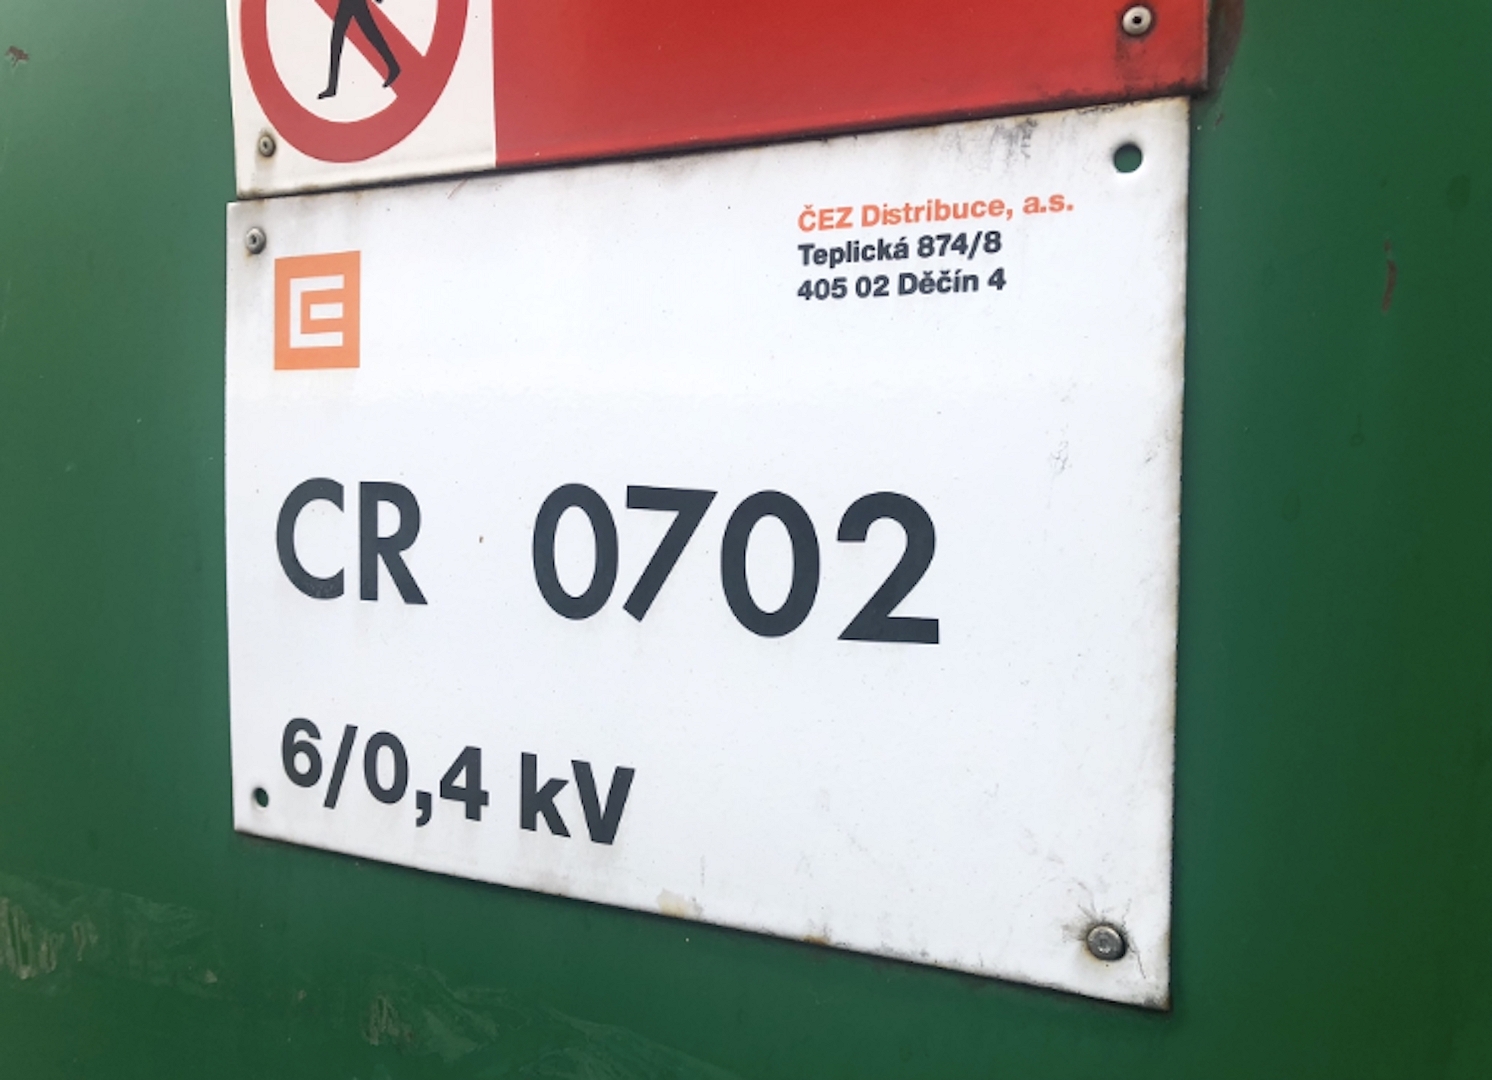 ČEZ Distribuce, a.s.
Teplická 874/8
405 02 Děčín 4
CR 0702
6/0,4 kV